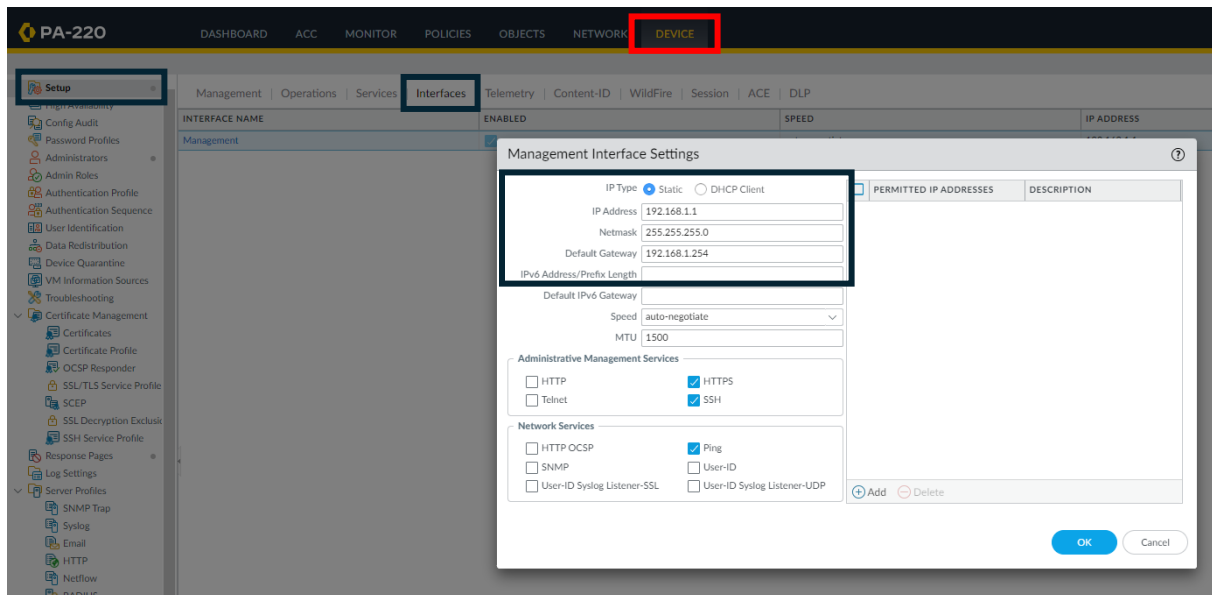 PA-220 DASHBOARD ACC MONITOR POLICIES OBJECTS NETWORK DEVICE
Setup
High Availability
Config Audit
Password Profiles
Administrators
Admin Roles
Authentication Profile
Authentication Sequence
User Identification
Data Redistribution
Device Quarantine
VM Information Sources
Troubleshooting
Certificate Management
Certificates
Certificate Profile
OCSP Responder
SSL/TLS Service Profile
SCEP
SSL Decryption Exclusio
SSH Service Profile
Response Pages
Log Settings
Server Profiles
SNMP Trap
Syslog
Email
HTTP
Netflow
RADIUS
Management | Operations | Services | Interfaces | Telemetry | Content-ID | WildFire | Session | ACE | DLP
INTERFACE NAME ENABLED SPEED IP ADDRESS
Management
Management Interface Settings
IP Type Static DHCP Client
IP Address 192.168.1.1
Netmask 255.255.255.0
Default Gateway 192.168.1.254
IPv6 Address/Prefix Length
Default IPv6 Gateway
Speed auto-negotiate
MTU 1500
Administrative Management Services
HTTP HTTPS
Telnet SSH
Network Services
HTTP OCSP Ping
SNMP User-ID
User-ID Syslog Listener-SSL User-ID Syslog Listener-UDP
PERMITTED IP ADDRESSES DESCRIPTION
Add Delete
OK Cancel